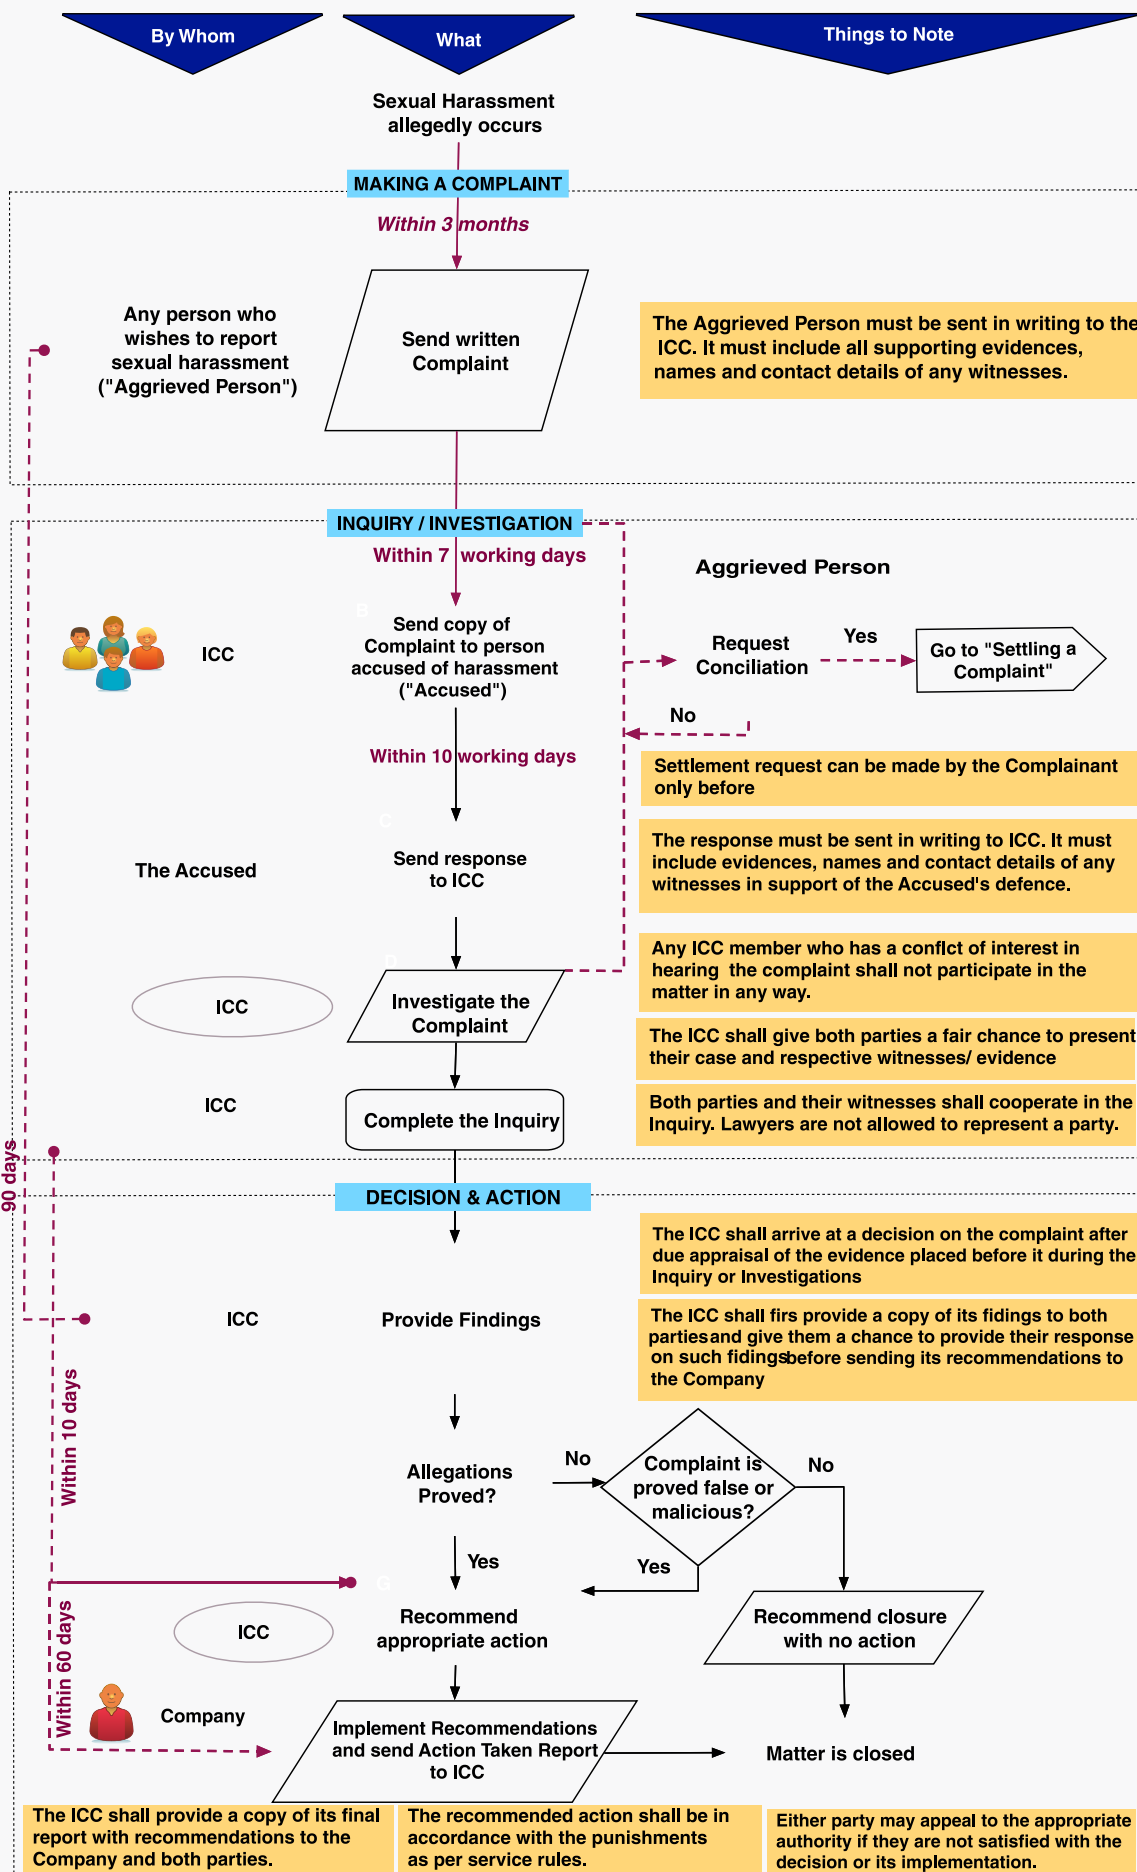 By Whom
What
Things to Note
Sexual Harassment
allegedly occurs
MAKING A COMPLAINT
Within 3 months
Any person who
wishes to report
sexual harassment
("Aggrieved Person")
Send written
Complaint
The Aggrieved Person must be sent in writing to the
ICC. It must include all supporting evidences,
names and contact details of any witnesses.
INQUIRY / INVESTIGATION
Within 7 working days
Aggrieved Person
B
ICC
Send copy of
Complaint to person
accused of harassment
("Accused")
Request
Conciliation
Yes
Go to "Settling a
Complaint"
No
Within 10 working days
Settlement request can be made by the Complainant
only before
C
The Accused
Send response
to ICC
The response must be sent in writing to ICC. It must
include evidences, names and contact details of any
witnesses in support of the Accused's defence.
D
ICC
Investigate the
Complaint
Any ICC member who has a confict of interest in
hearing the complaint shall not participate in the
matter in any way.
The ICC shall give both parties a fair chance to present
their case and respective witnesses/ evidence
ICC
Complete the Inquiry
Both parties and their witnesses shall cooperate in the
Inquiry. Lawyers are not allowed to represent a party.
90 days
DECISION & ACTION
The ICC shall arrive at a decision on the complaint after
due appraisal of the evidence placed before it during the
Inquiry or Investigations
ICC
Provide Findings
The ICC shall firs provide a copy of its fidings to both
parties and give them a chance to provide their response
on such fidings before sending its recommendations to
the Company
Within 10 days
Allegations
Proved?
No
Complaint is
proved false or
malicious?
No
Yes
Yes
G
ICC
Recommend
appropriate action
Recommend closure
with no action
Within 60 days
Company
Implement Recommendations
and send Action Taken Report
to ICC
Matter is closed
The ICC shall provide a copy of its final
report with recommendations to the
Company and both parties.
The recommended action shall be in
accordance with the punishments
as per service rules.
Either party may appeal to the appropriate
authority if they are not satisfied with the
decision or its implementation.